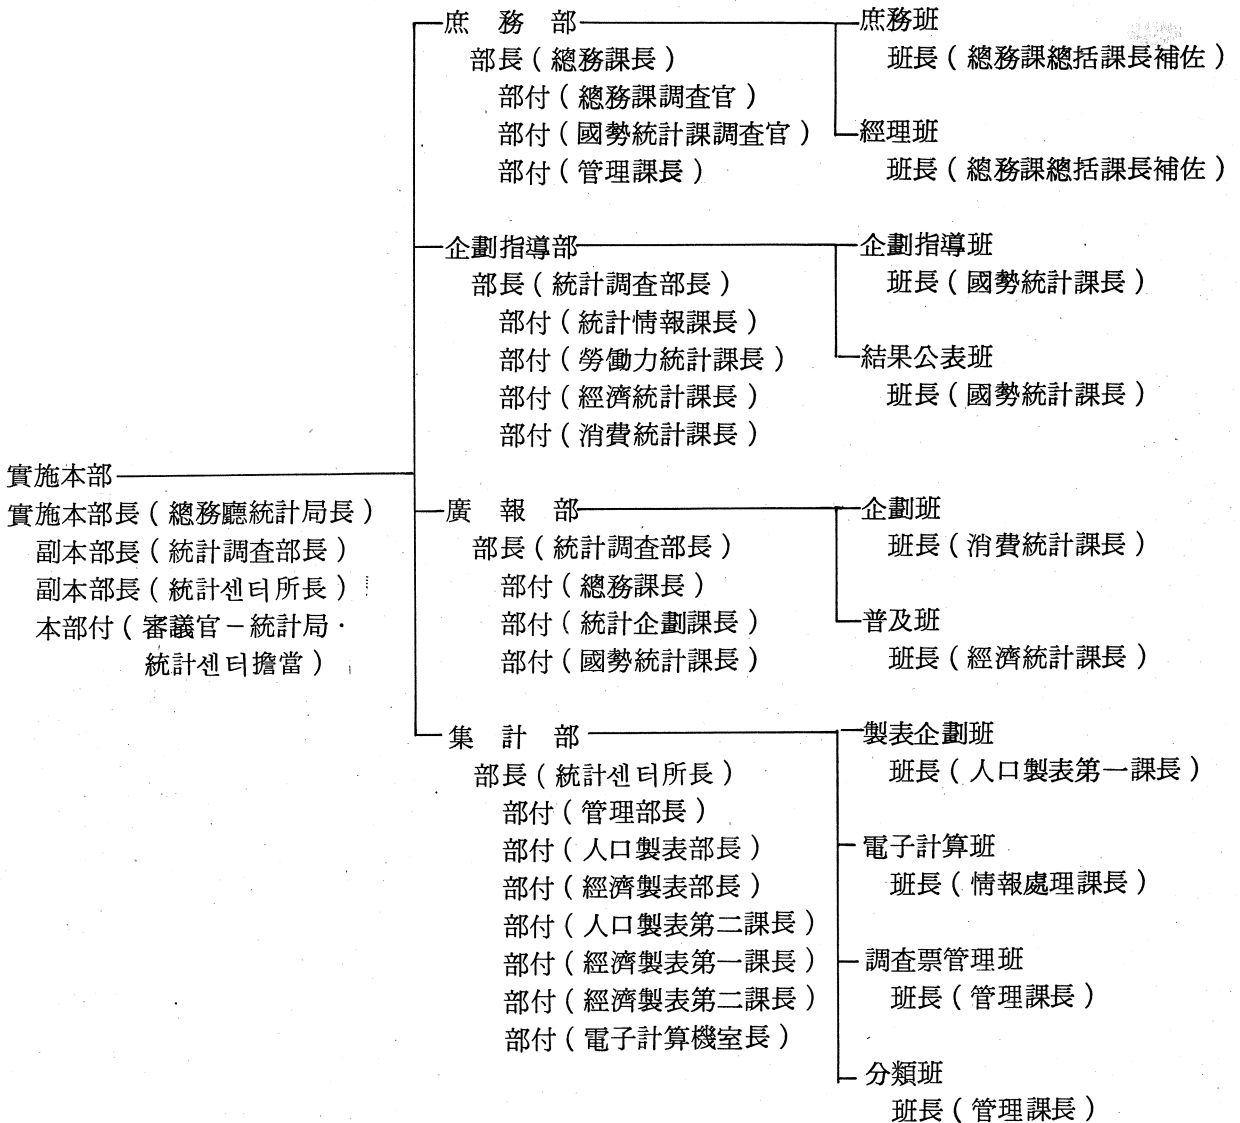 實施本部
實施本部長(總務廳統計局長)
副本部長(統計調査部長)
副本部長(統計센터所長)
本部付(審議官-統計局·
統計센터擔當)
庶務部
部長(總務課長)
部付(總務課調査官)
部付(國勢統計課調査官)
部付(管理課長)
庶務班
班長(總務課總括課長補佐)
經理班
班長(總務課總括課長補佐)
企劃指導部
部長(統計調査部長)
部付(統計情報課長)
部付(勞働力統計課長)
部付(經濟統計課長)
部付(消費統計課長)
企劃指導班
班長(國勢統計課長)
結果公表班
班長(國勢統計課長)
廣報部
部長(統計調査部長)
部付(總務課長)
部付(統計企劃課長)
部付(國勢統計課長)
企劃班
班長(消費統計課長)
普及班
班長(經濟統計課長)
集計部
部長(統計센터所長)
部付(管理部長)
部付(人口製表部長)
部付(經濟製表部長)
部付(人口製表第二課長)
部付(經濟製表第一課長)
部付(經濟製表第二課長)
部付(電子計算機室長)
製表企劃班
班長(人口製表第一課長)
電子計算班
班長(情報處理課長)
調査票管理班
班長(管理課長)
分類班
班長(管理課長)